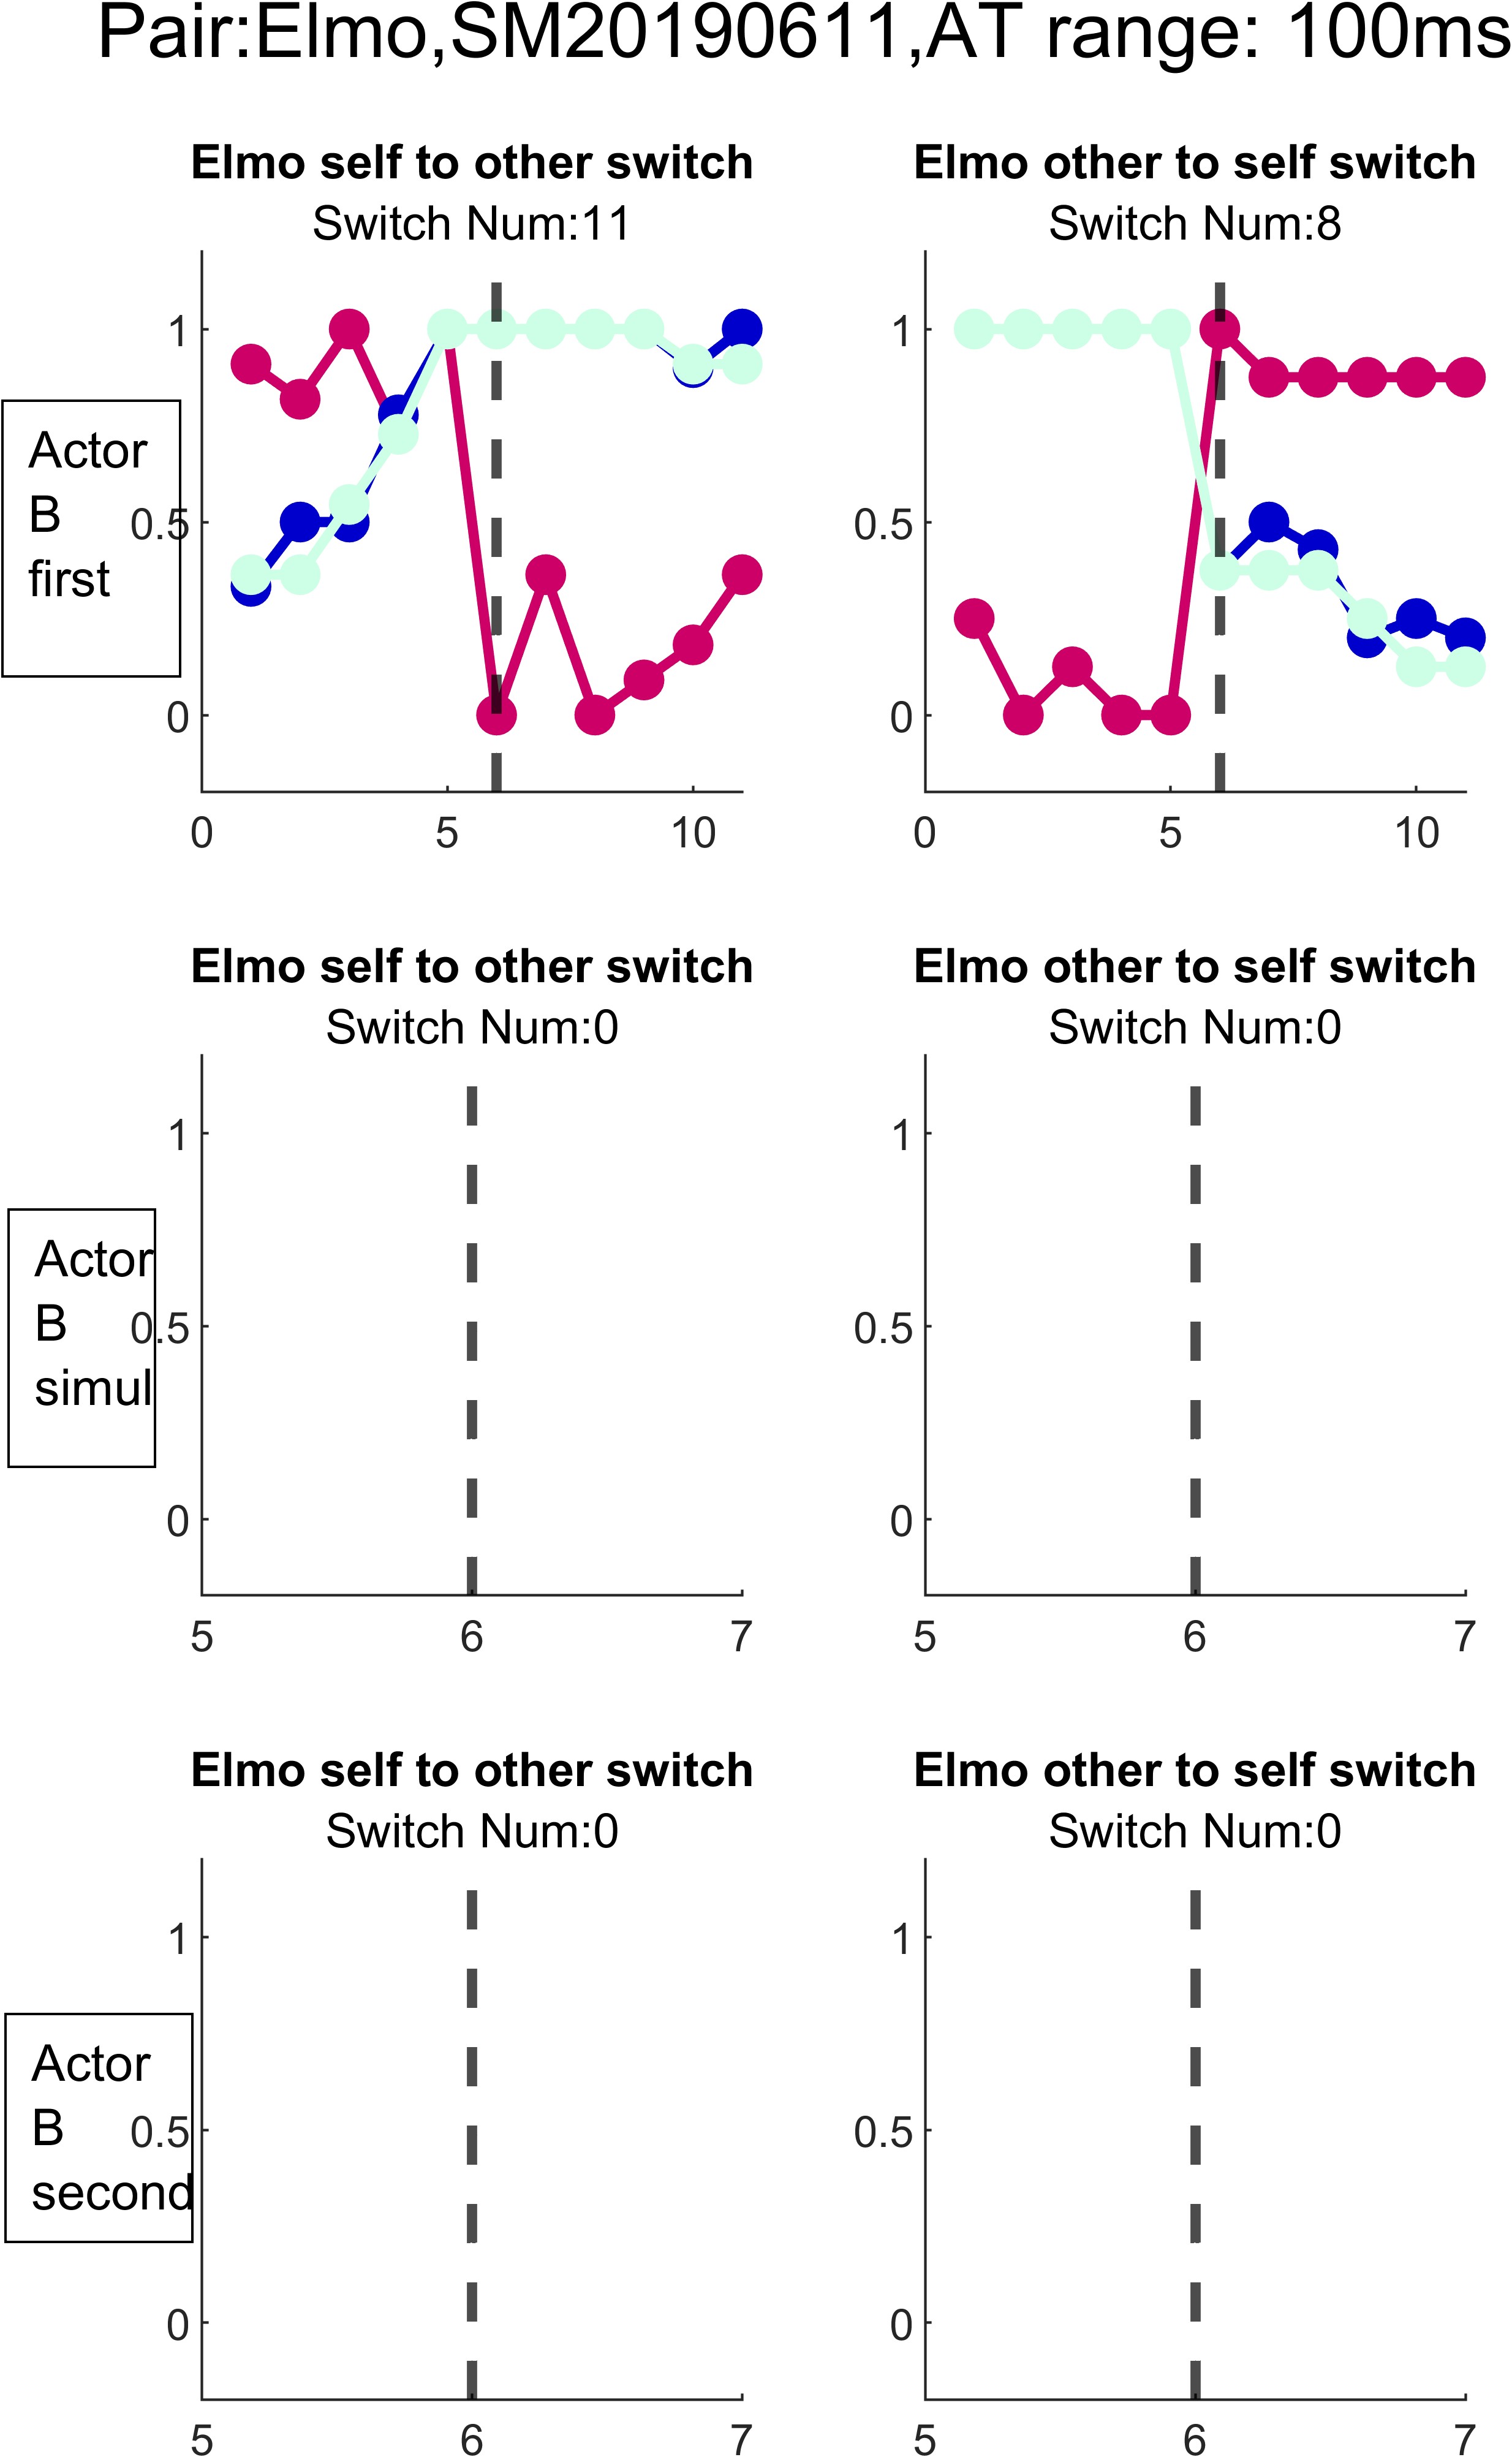 Pair:Elmo,SM20190611,AT range: 100ms
Elmo self to other switch
Switch Num:11
Elmo other to self switch
Switch Num:8
Actor
B
first
1
0.5
0
0
5
10
1
0.5
0
0
5
10
Elmo self to other switch
Switch Num:0
Elmo other to self switch
Switch Num:0
Actor
B
simul
1
0.5
0
5
6
7
1
0.5
0
5
6
7
Elmo self to other switch
Switch Num:0
Elmo other to self switch
Switch Num:0
Actor
B
second
1
0.5
0
5
6
7
1
0.5
0
5
6
7